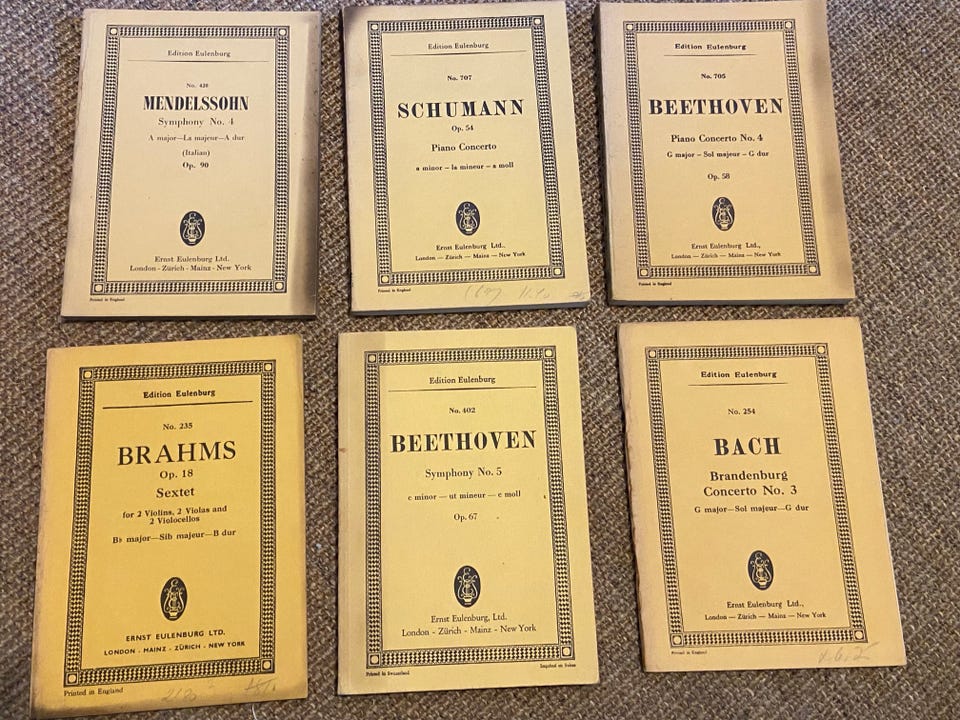 Edition Eulenburg
No. 420
MENDELSSOHN
Symphony No. 4
A major—La majeur—A dur
(Italian)
Op. 90
Ernst Eulenburg Ltd.
London - Zürich - Mainz - New York
Printed in England
Edition Eulenburg
No. 707
SCHUMANN
Op. 54
Piano Concerto
a minor – la mineur – a moll
Ernst Eulenburg Ltd.,
London — Zürich — Mainz — New York
Printed in England
Edition Eulenburg
No. 705
BEETHOVEN
Piano Concerto No. 4
G major – Sol majeur – G dur
Op. 58
Ernst Eulenburg Ltd.,
London — Zürich — Mainz — New York
Printed in England
Edition Eulenburg
No. 235
BRAHMS
Op. 18
Sextet
for 2 Violins, 2 Violas and
2 Violocellos
B♭ major—Sib majeur—B dur
ERNST EULENBURG LTD.
LONDON - MAINZ - ZÜRICH - NEW YORK
Printed in England
Edition Eulenburg
No. 402
BEETHOVEN
Symphony No. 5
c minor — ut mineur — c moll
Op. 67
Ernst Eulenburg, Ltd.
London - Zürich - Mainz - New York
Printed in Switzerland
Imprimé en Suisse
Edition Eulenburg
No. 254
BACH
Brandenburg
Concerto No. 3
G major—Sol majeur—G dur
Ernst Eulenburg Ltd.,
London — Zürich — Mainz — New York
Printed in England